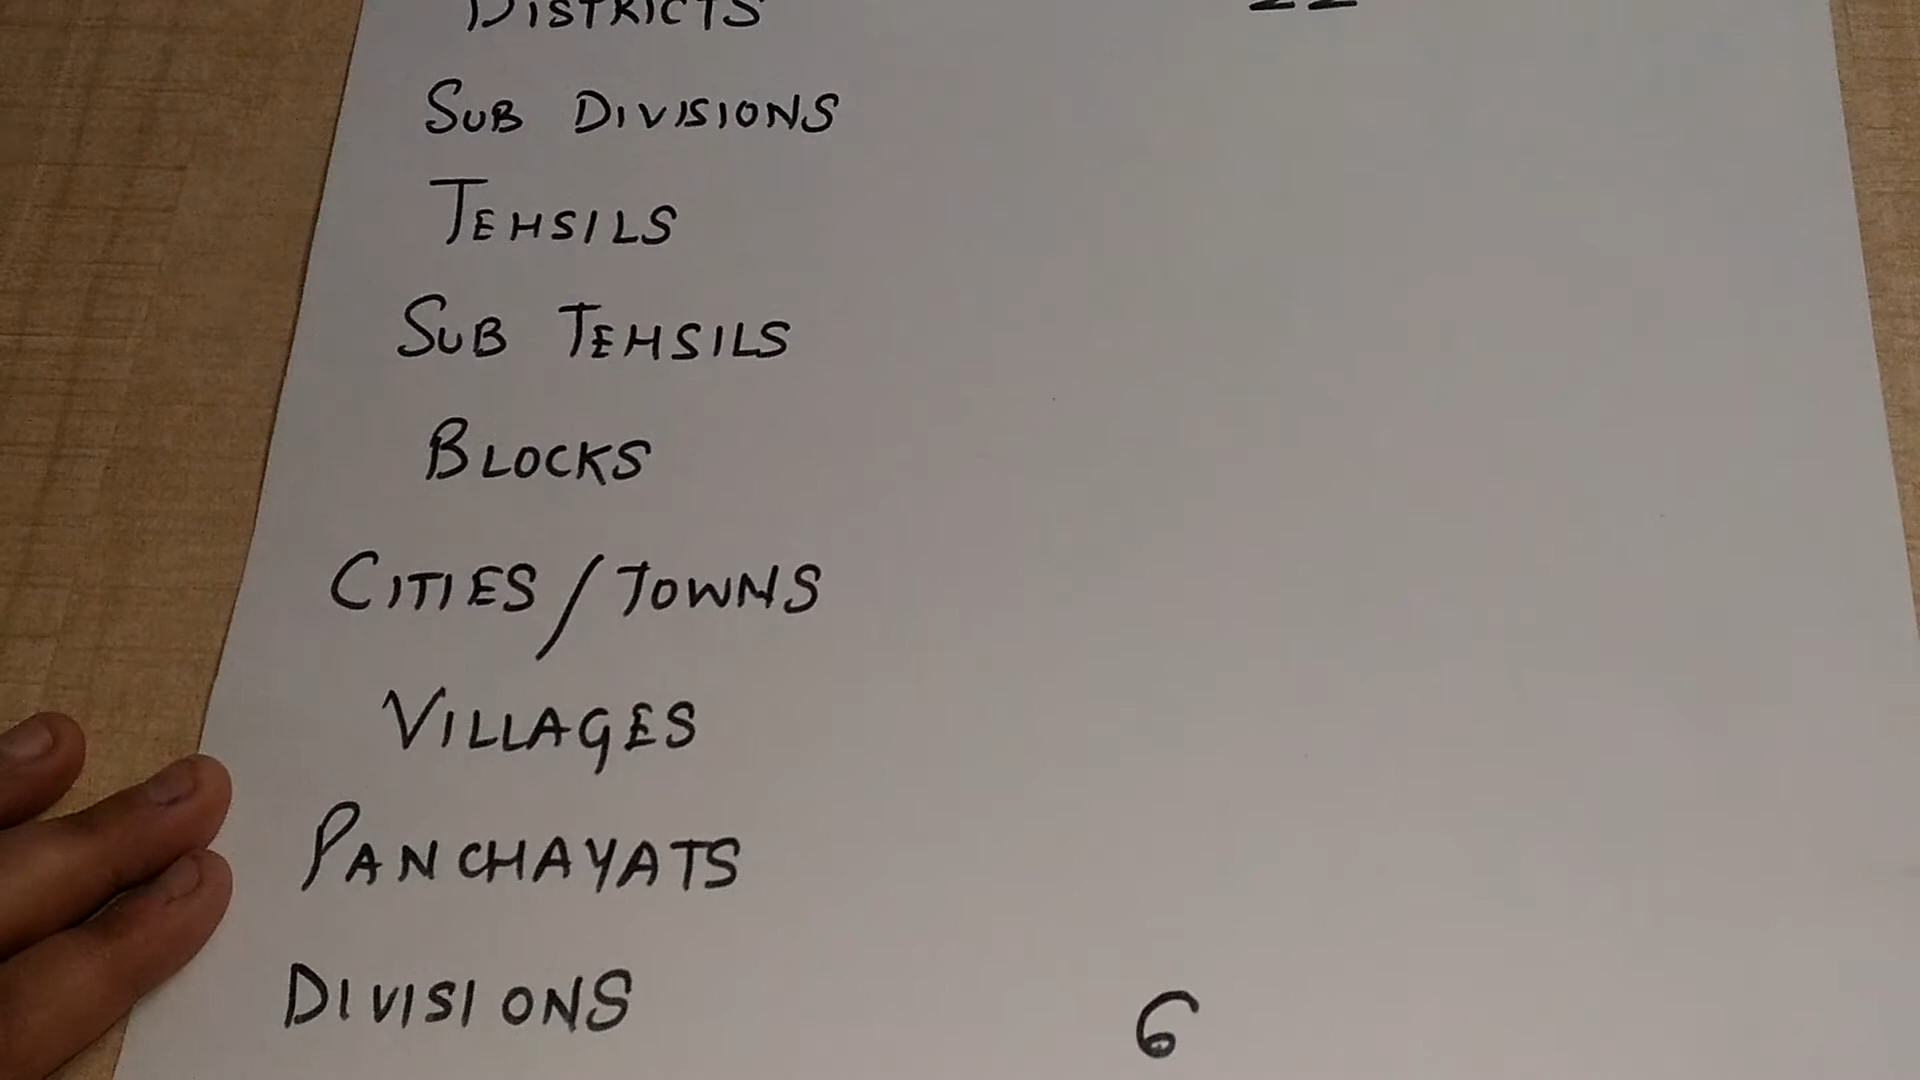 DISTRICTS
SUB DIVISIONS
TEHSILS
SUB TEHSILS
BLOCKS
CITIES/TOWNS
VILLAGES
PANCHAYATS
DIVISIONS 6